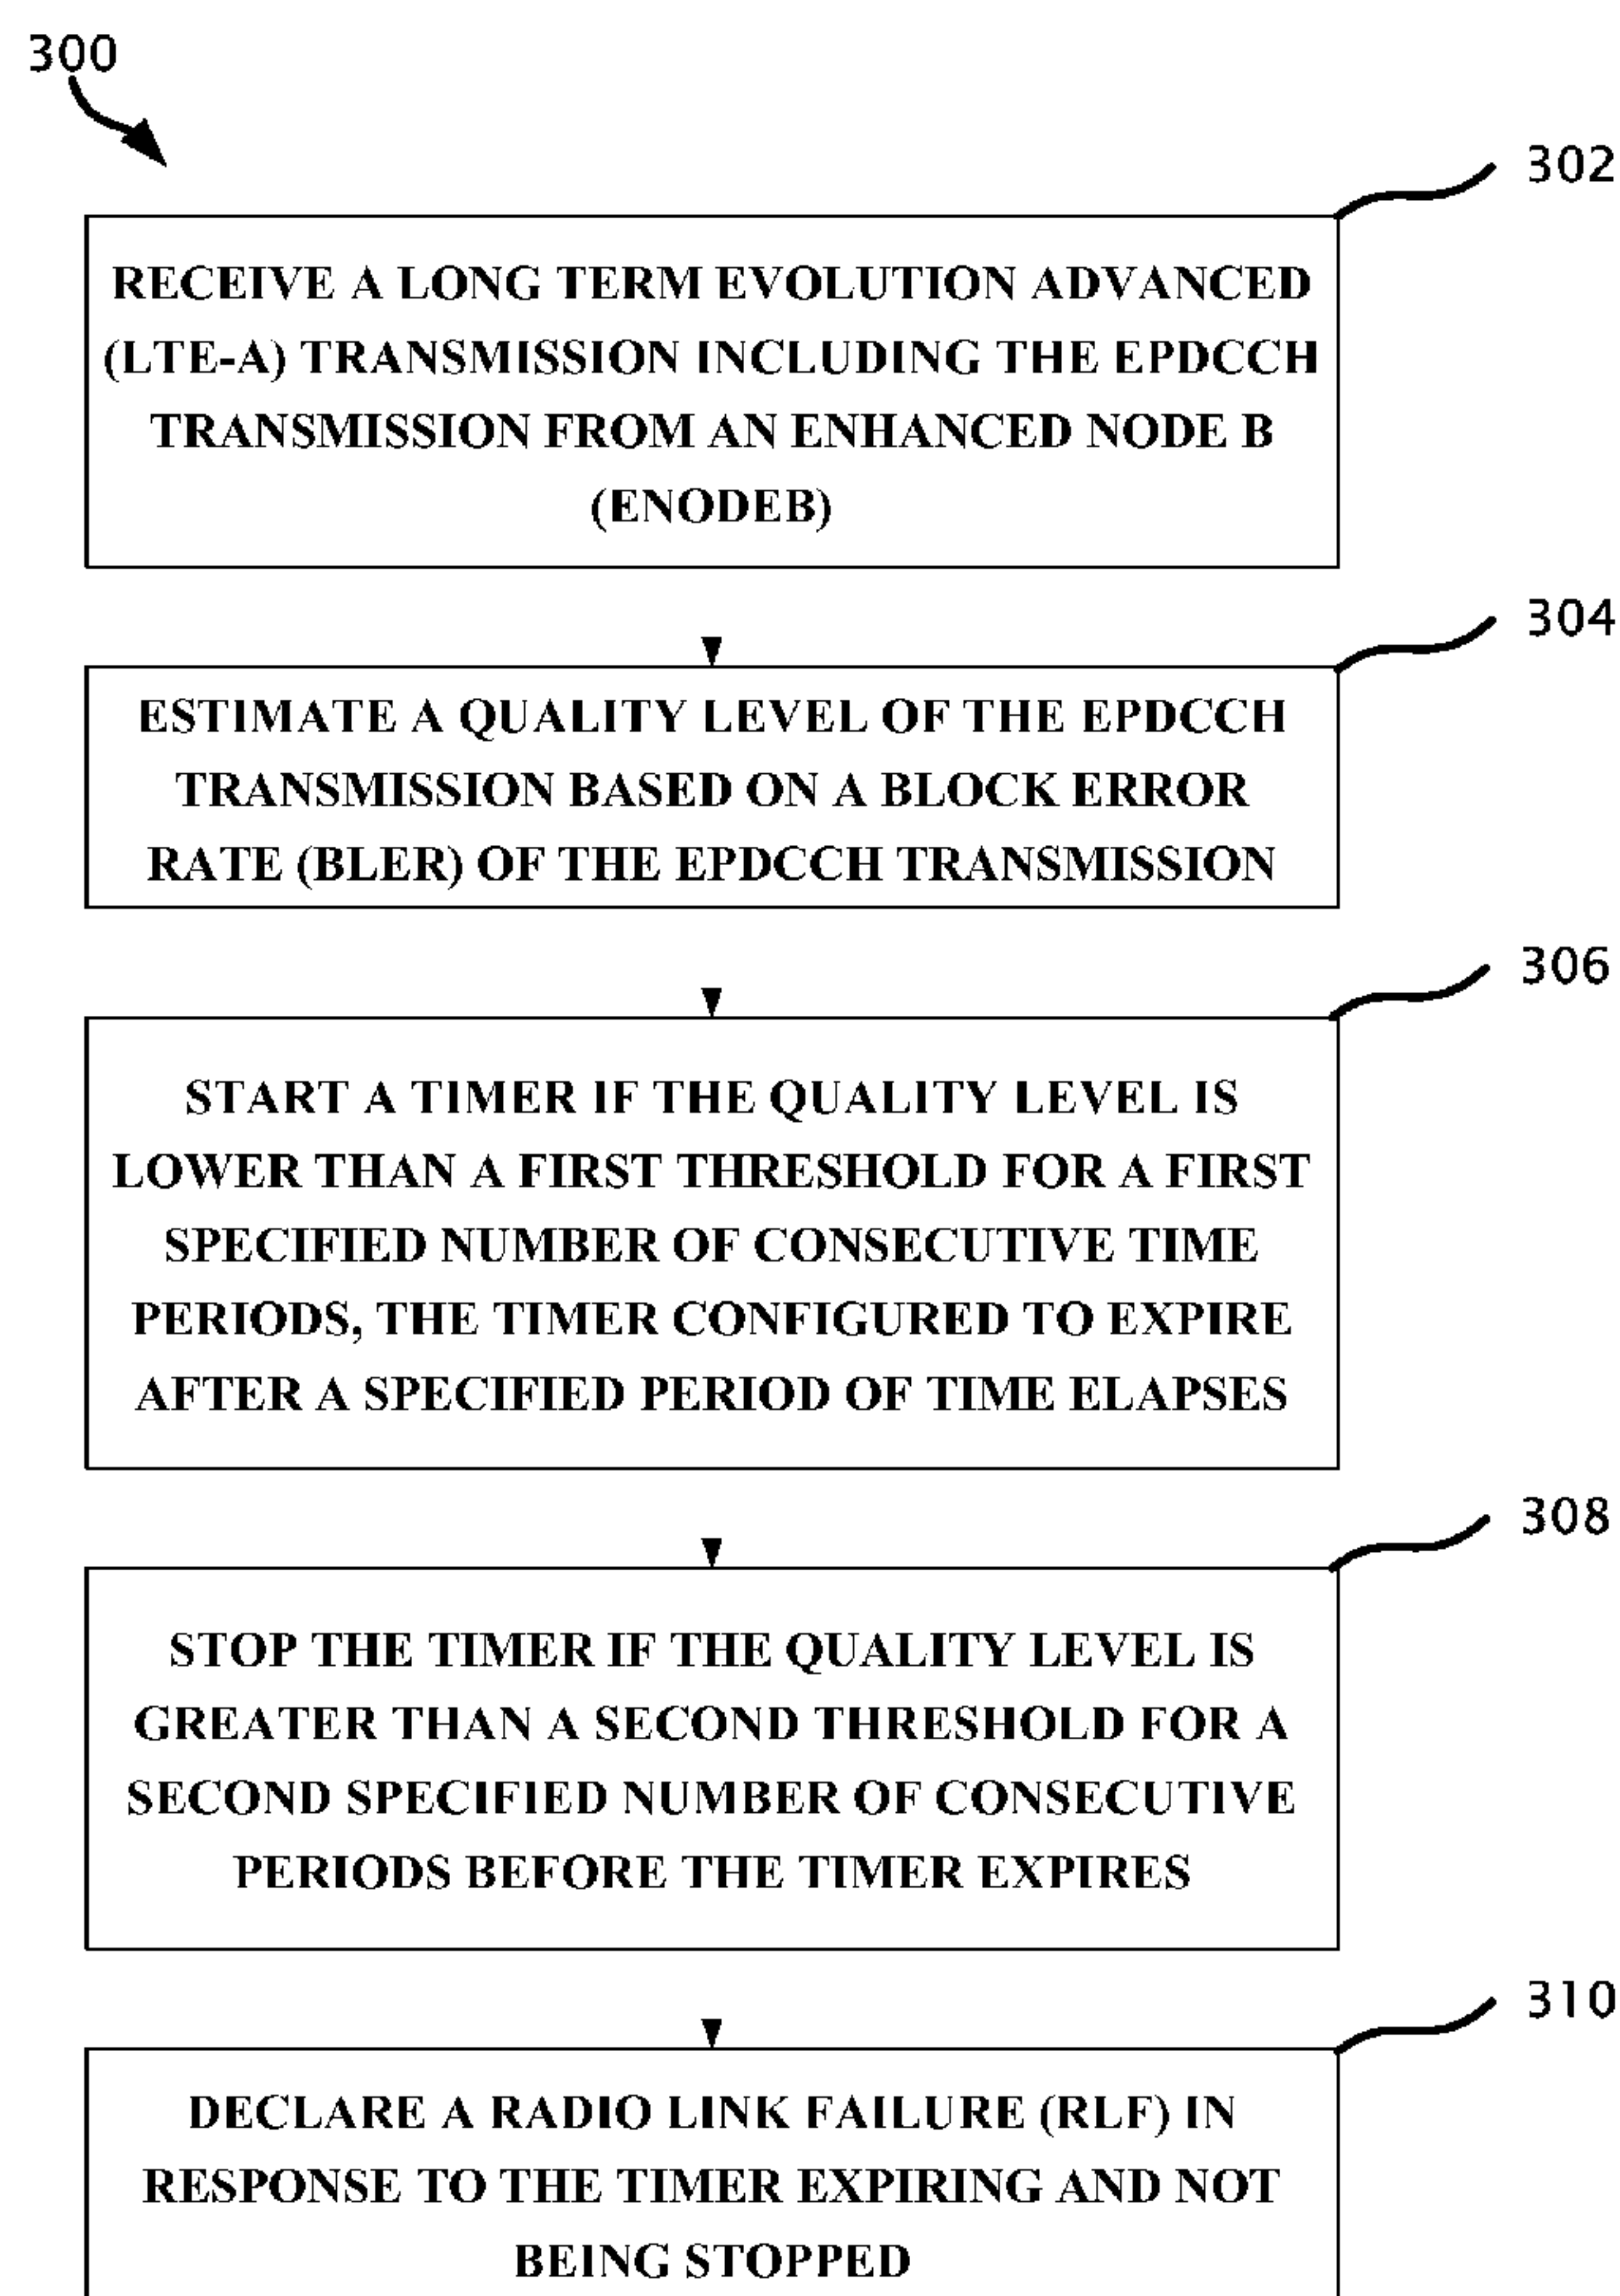 300
302
RECEIVE A LONG TERM EVOLUTION ADVANCED
(LTE-A) TRANSMISSION INCLUDING THE EPDCCH
TRANSMISSION FROM AN ENHANCED NODE B
(ENODEB)
304
ESTIMATE A QUALITY LEVEL OF THE EPDCCH
TRANSMISSION BASED ON A BLOCK ERROR
RATE (BLER) OF THE EPDCCH TRANSMISSION
306
START A TIMER IF THE QUALITY LEVEL IS
LOWER THAN A FIRST THRESHOLD FOR A FIRST
SPECIFIED NUMBER OF CONSECUTIVE TIME
PERIODS, THE TIMER CONFIGURED TO EXPIRE
AFTER A SPECIFIED PERIOD OF TIME ELAPSES
308
STOP THE TIMER IF THE QUALITY LEVEL IS
GREATER THAN A SECOND THRESHOLD FOR A
SECOND SPECIFIED NUMBER OF CONSECUTIVE
PERIODS BEFORE THE TIMER EXPIRES
310
DECLARE A RADIO LINK FAILURE (RLF) IN
RESPONSE TO THE TIMER EXPIRING AND NOT
BEING STOPPED